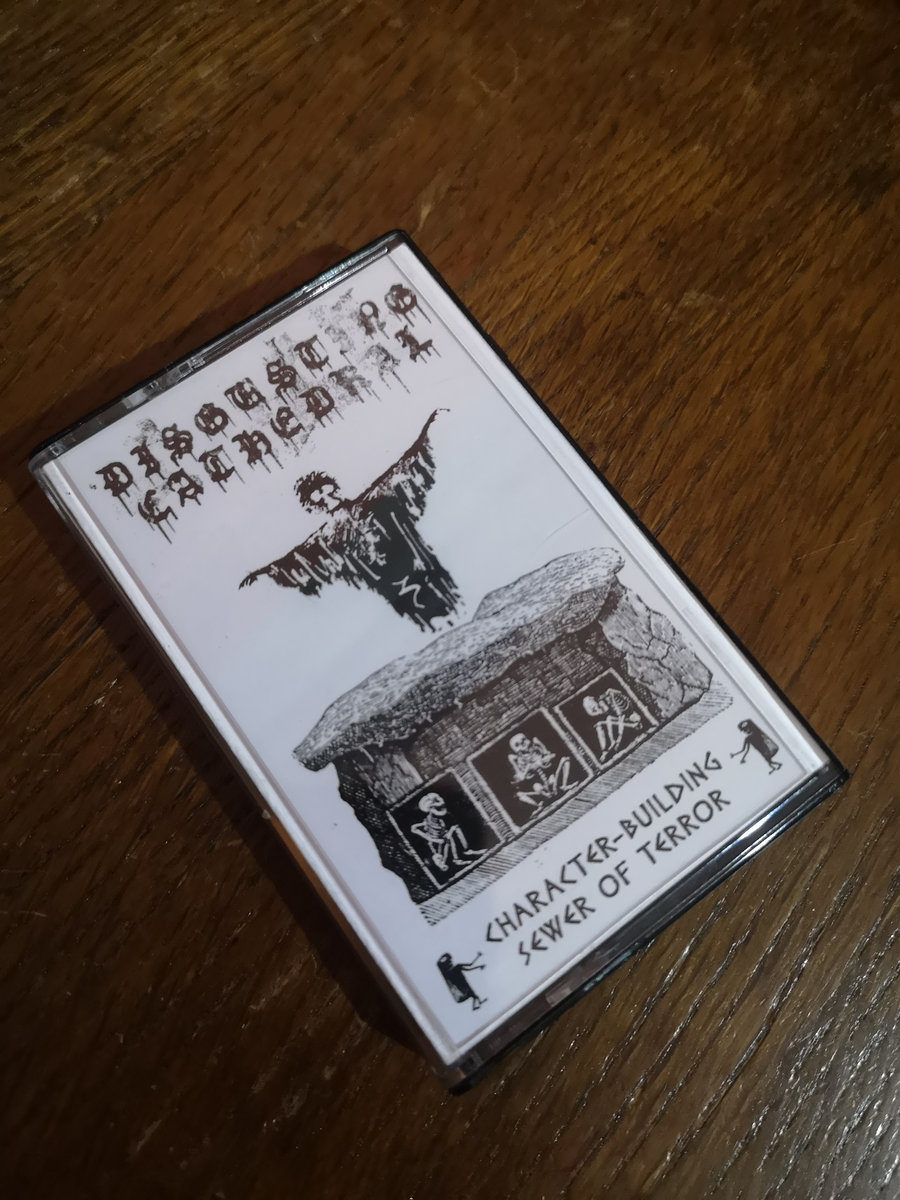 DISGUSTING
CATHEDRAL
CHARACTER-BUILDING
SEWER OF TERROR